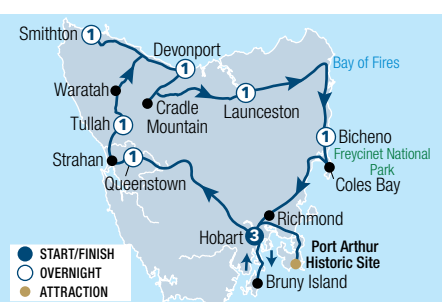 Smithton 1
Devonport
1
Bay of Fires
Waratah
Cradle
Mountain
1
Launceston
Tullah 1
1 Bicheno
Freycinet National
Park
Strahan
1
Queenstown
Coles Bay
Richmond
Hobart 3
Port Arthur
Historic Site
Bruny Island
START/FINISH
OVERNIGHT
ATTRACTION